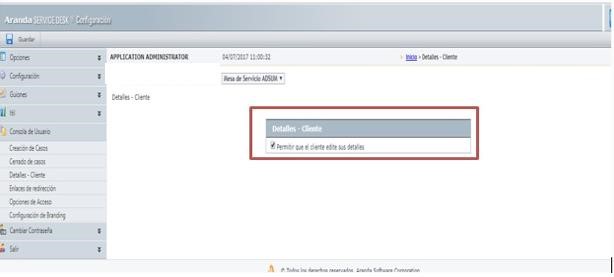 Aranda SERVICE DESK > Configuración
Guardar
Opciones
Configuración
Guiones
Itil
Consola de Usuario
Creación de Casos
Cerrado de casos
Detalles - Cliente
Enlaces de redirección
Opciones de Acceso
Configuración de Branding
Cambiar Contraseña
Salir
APPLICATION ADMINISTRATOR 04/07/2017 11:00:32 > Inicio > Detalles - Cliente
Mesa de Servicio ADSUM
Detalles - Cliente
Detalles - Cliente
Permitir que el cliente edite sus detalles
© Todos los derechos reservados. Aranda Software Corporation